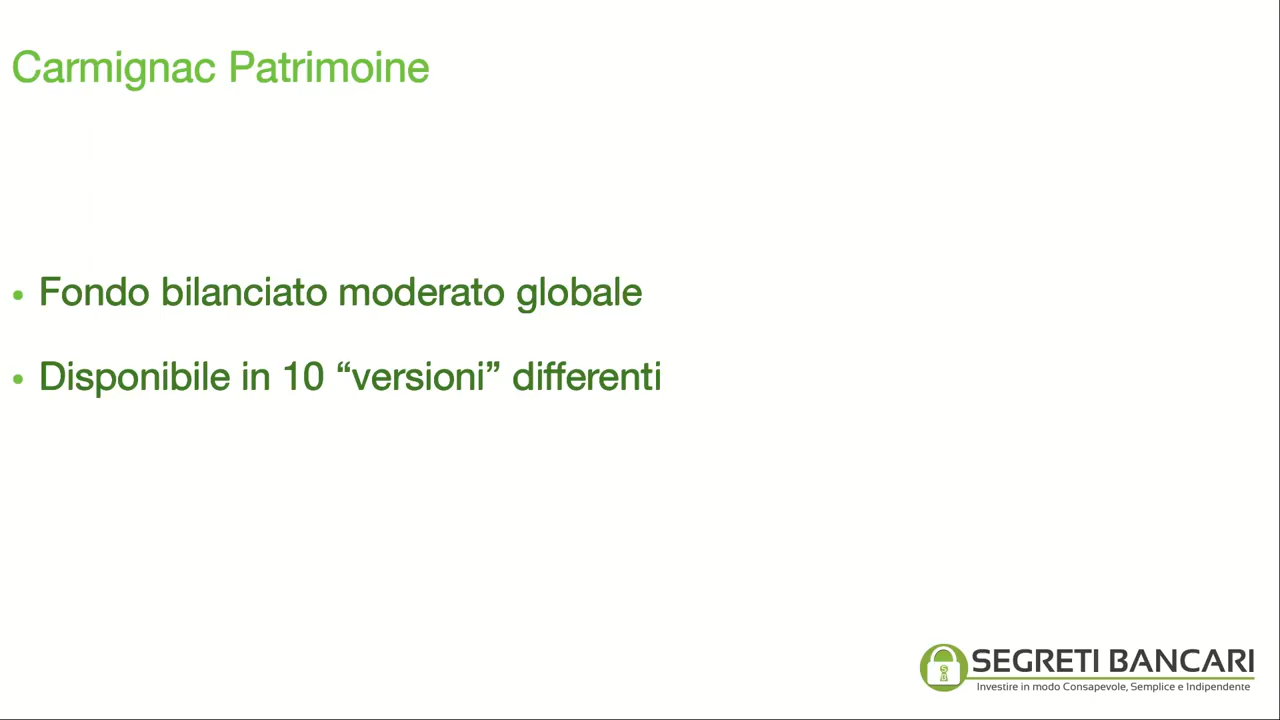 Carmignac Patrimoine
• Fondo bilanciato moderato globale
• Disponibile in 10 “versioni” differenti
SEGRETI BANCARI
Investire in modo Consapevole, Semplice e Indipendente